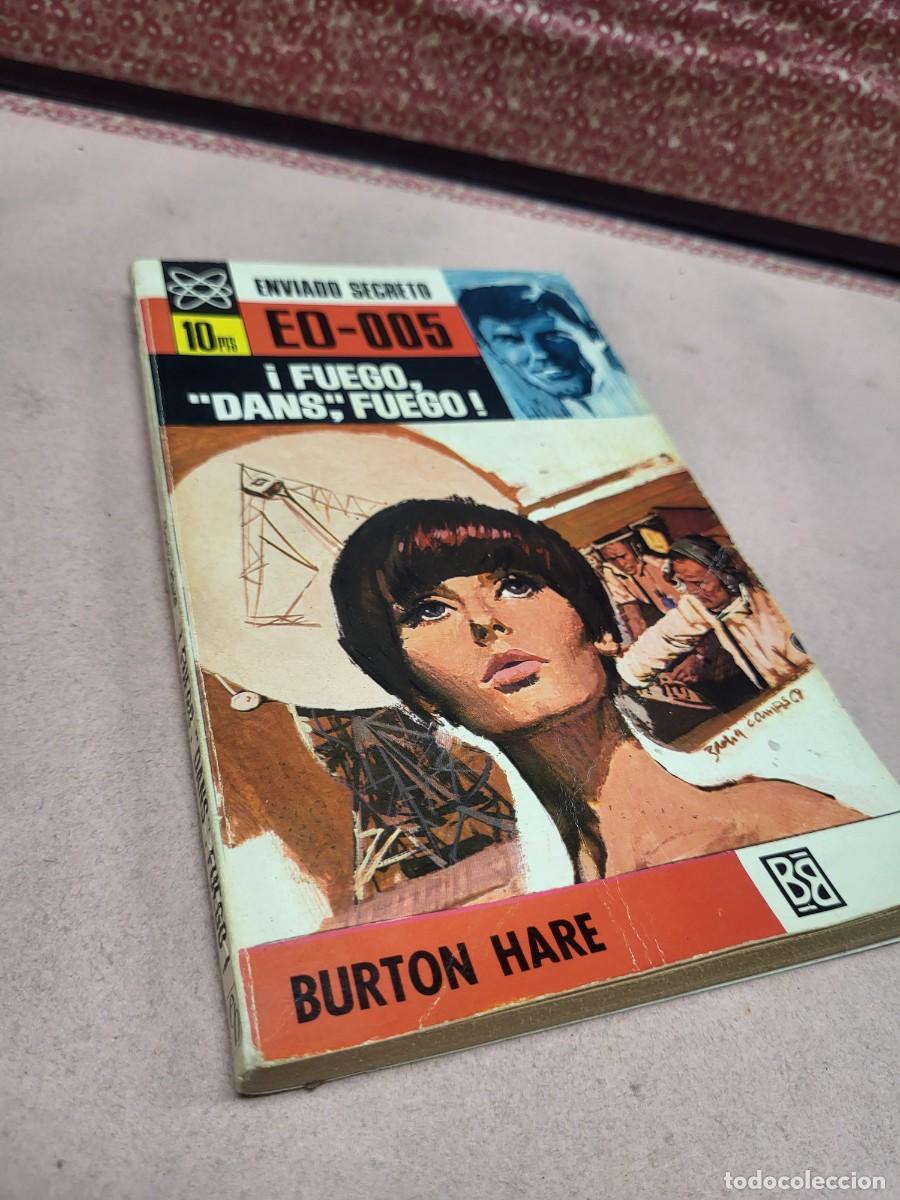 ENVIADO SECRETO
10 PTS
EO-005
¡ FUEGO,
"DANS", FUEGO !
BURTON HARE
todocoleccion